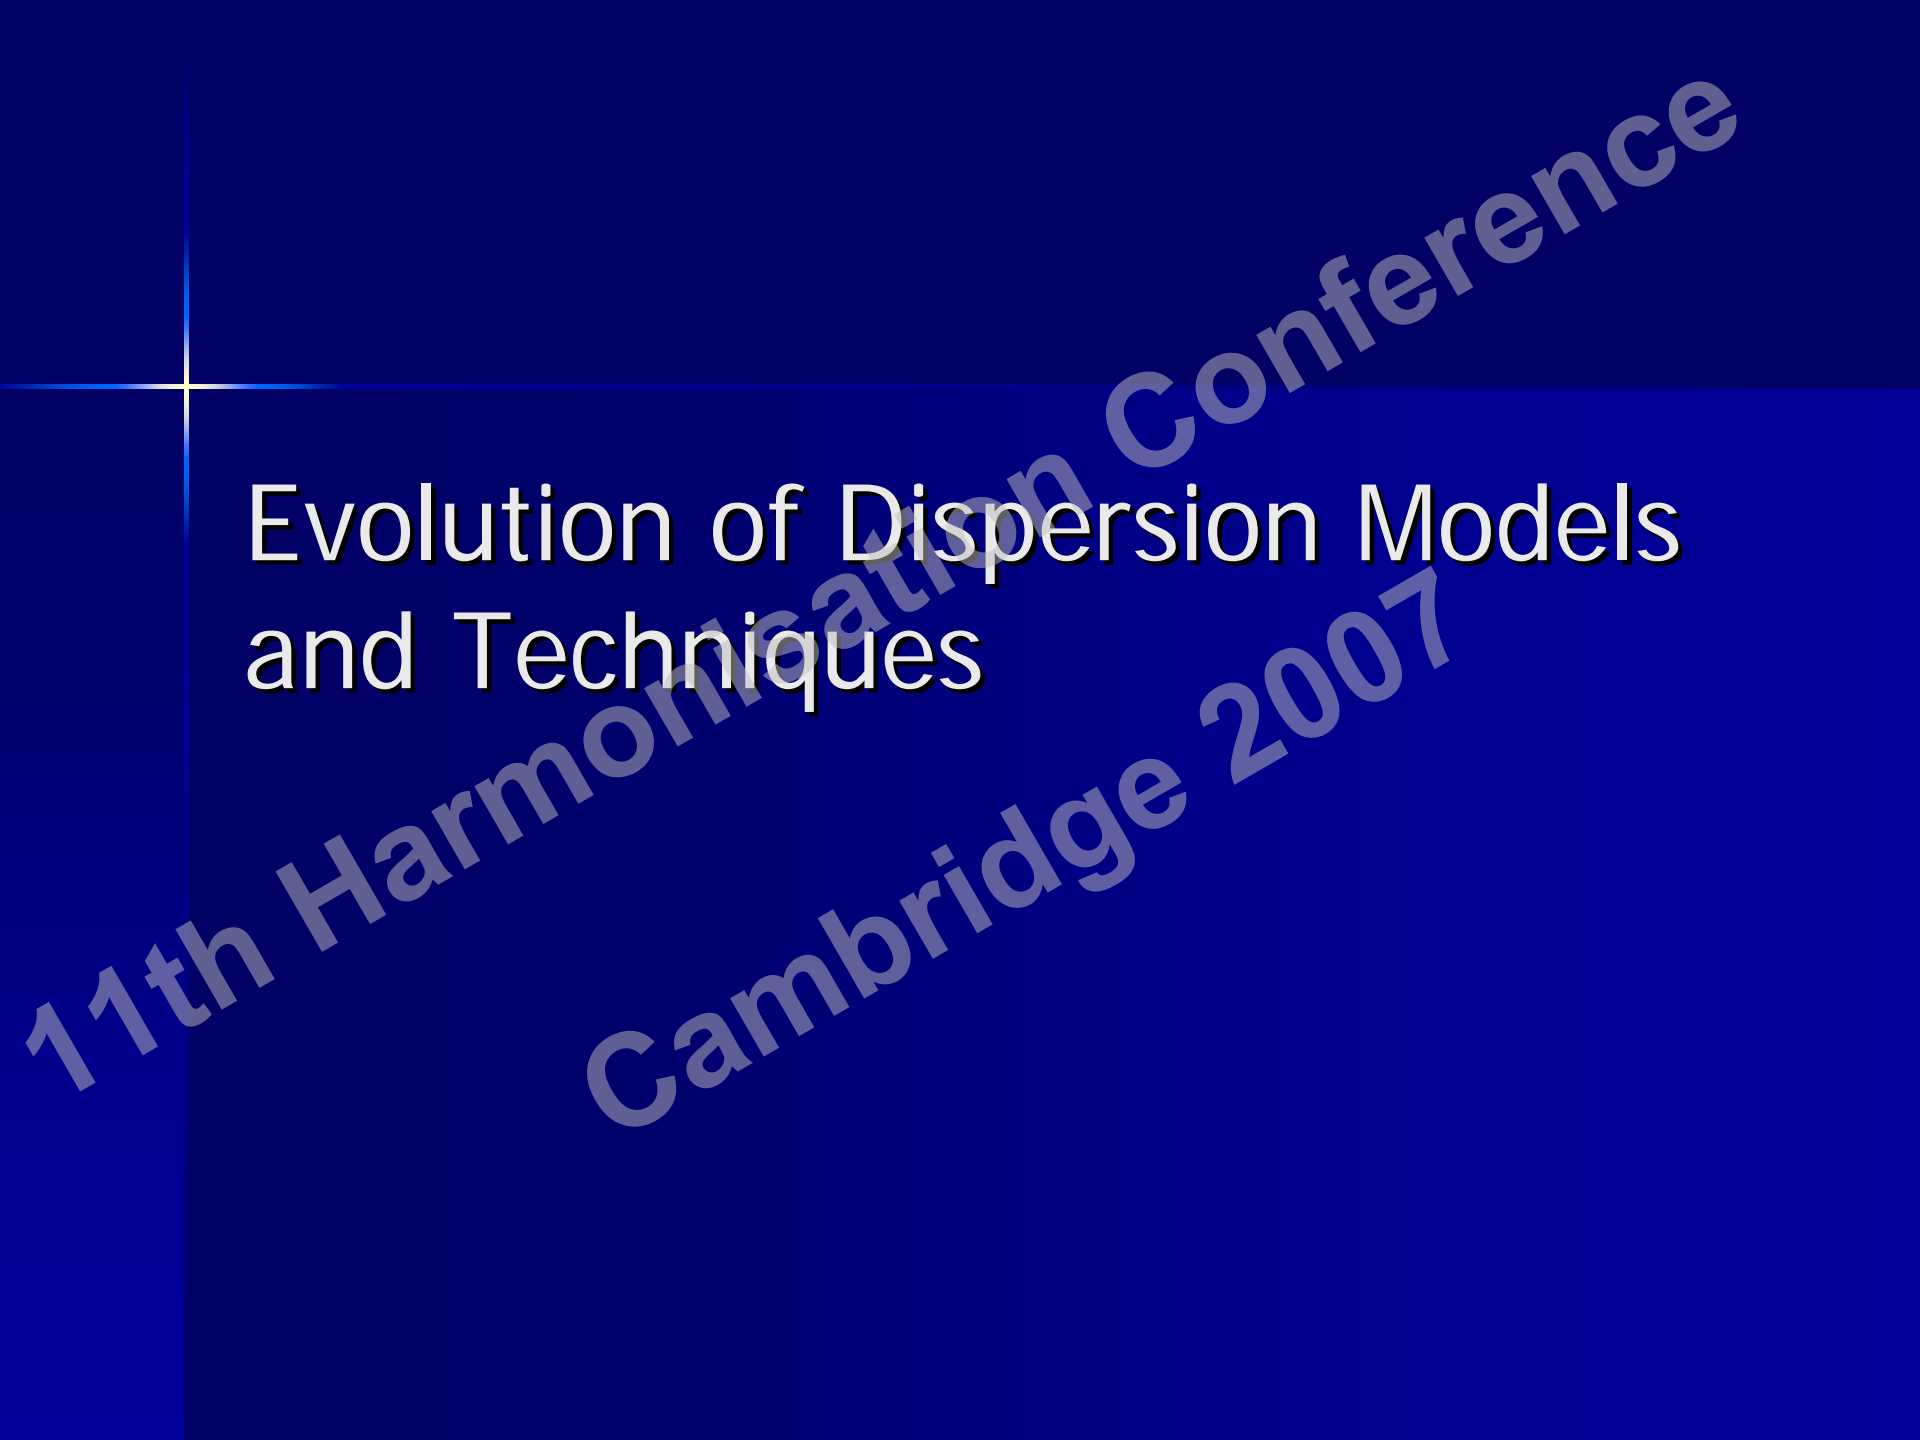 Evolution of Dispersion Models
and Techniques
11th Harmonisation Conference
Cambridge 2007